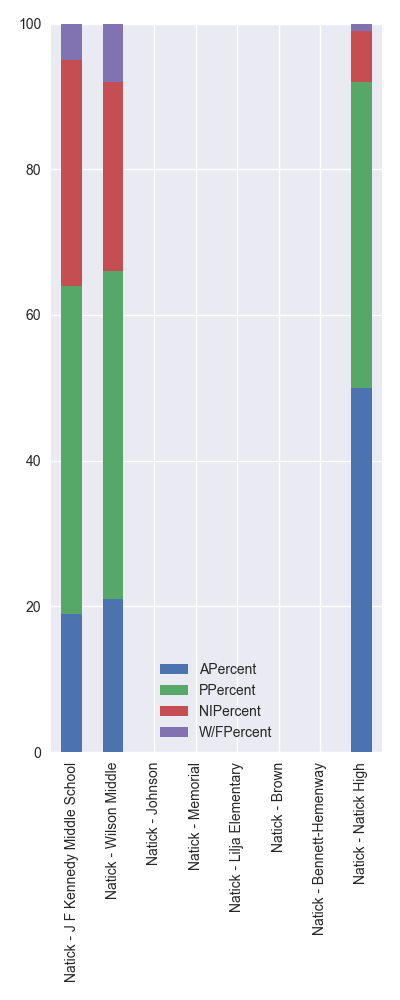 100
80
60
40
20
0
APercent
PPercent
NIPercent
W/FPercent
Natick - J F Kennedy Middle School
Natick - Wilson Middle
Natick - Johnson
Natick - Memorial
Natick - Lilja Elementary
Natick - Brown
Natick - Bennett-Hemenway
Natick - Natick High